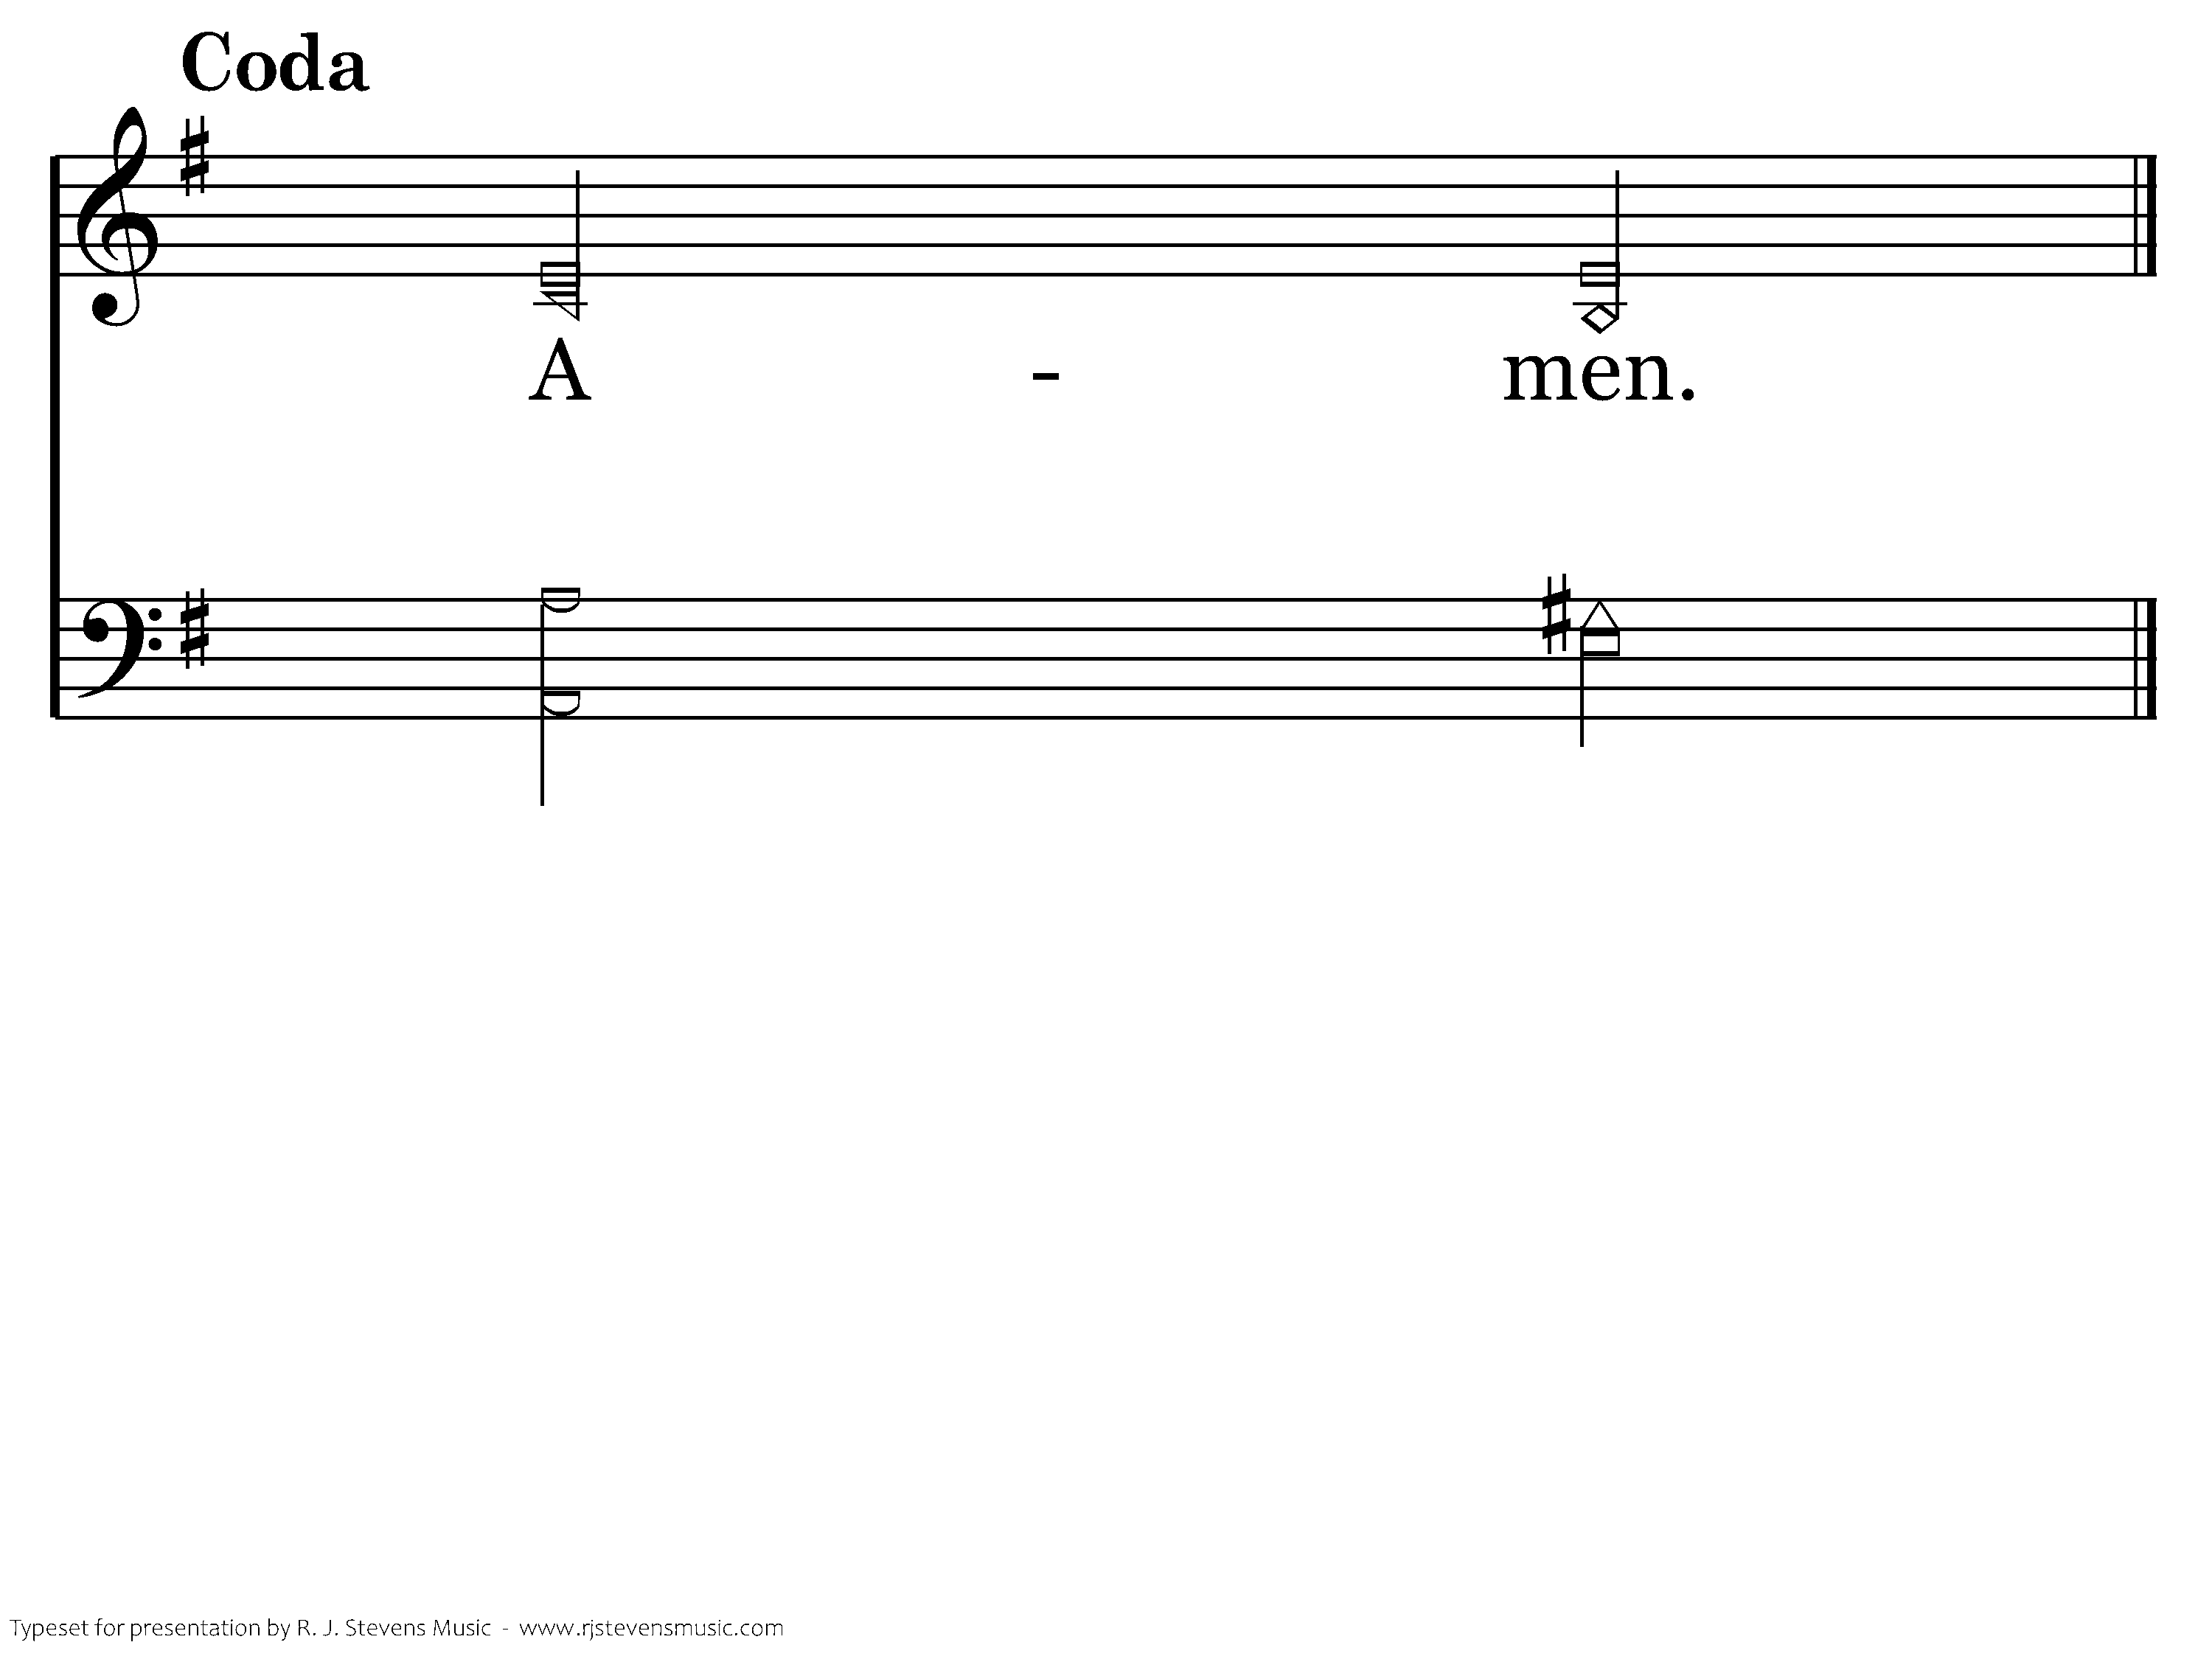 Coda
A - men.
Typeset for presentation by R. J. Stevens Music - www.rjstevensmusic.com